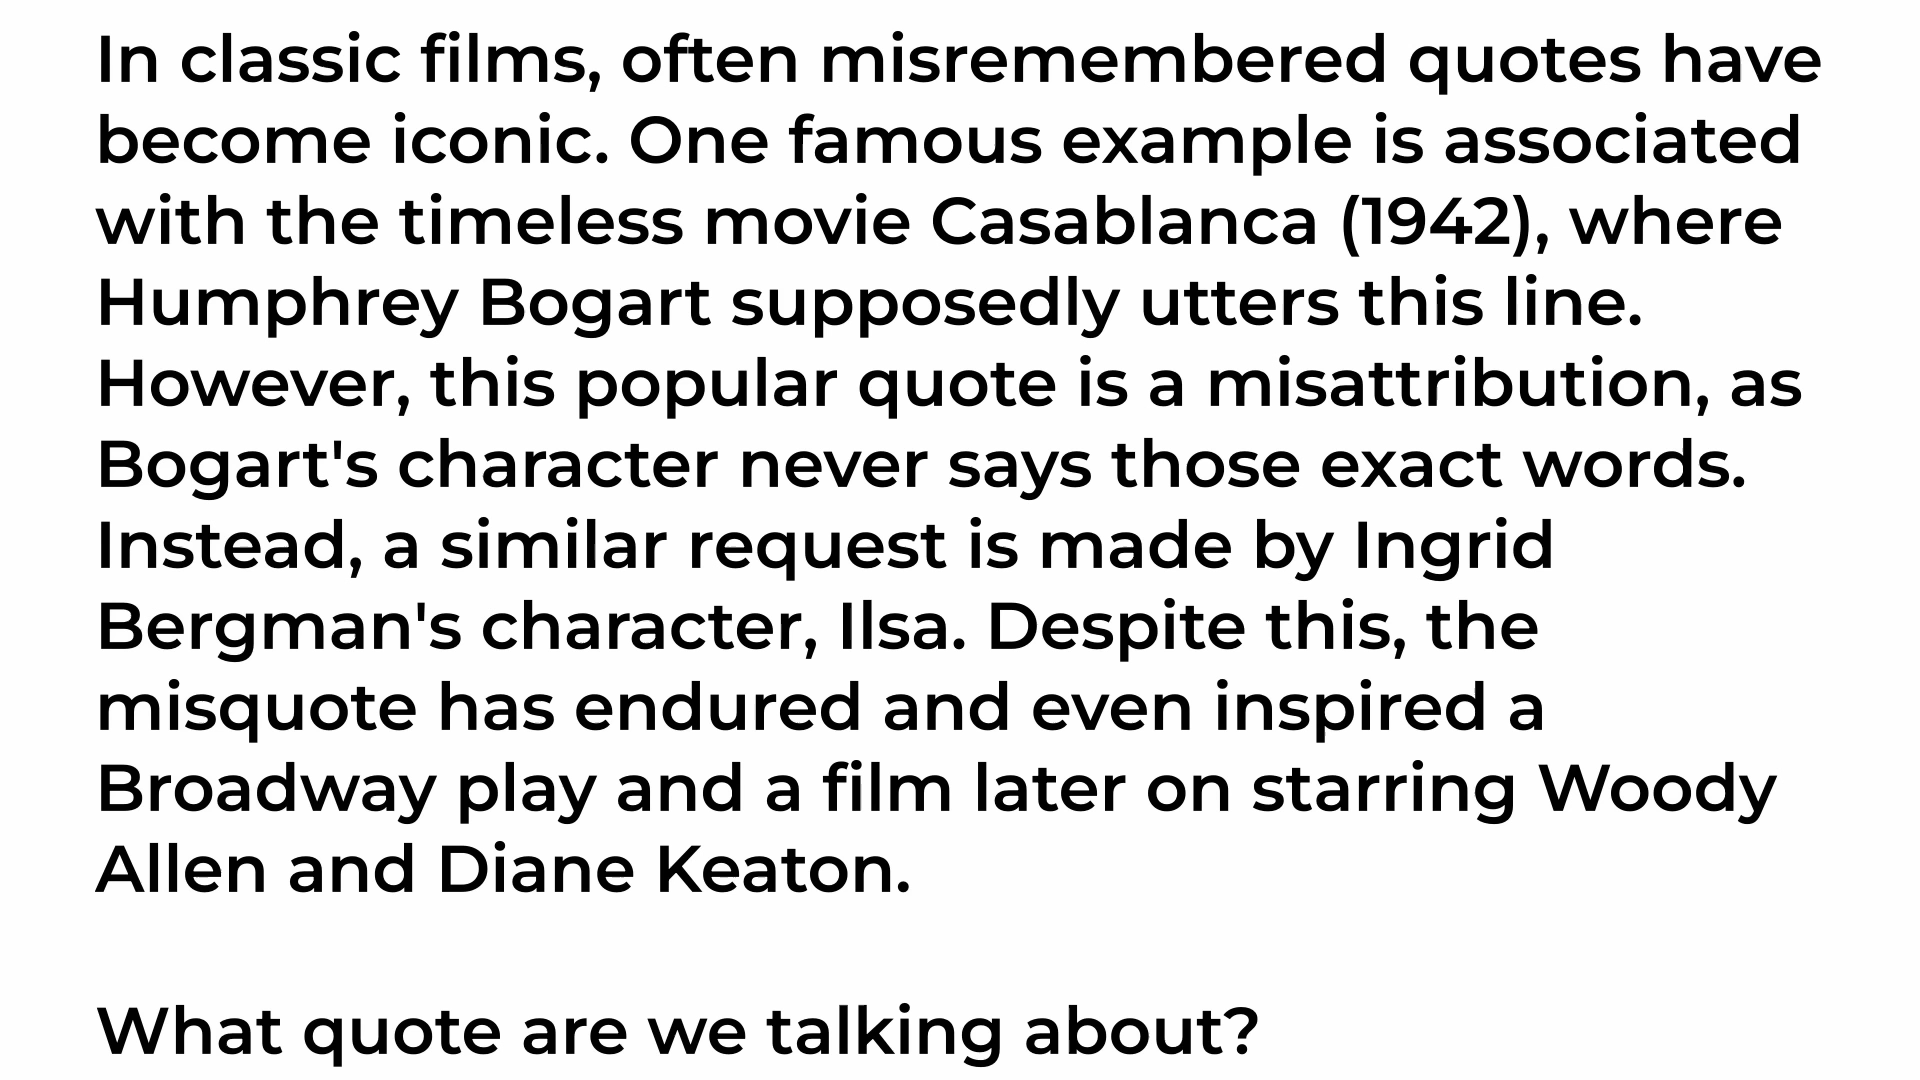 In classic films, often misremembered quotes have
become iconic. One famous example is associated
with the timeless movie Casablanca (1942), where
Humphrey Bogart supposedly utters this line.
However, this popular quote is a misattribution, as
Bogart's character never says those exact words.
Instead, a similar request is made by Ingrid
Bergman's character, Ilsa. Despite this, the
misquote has endured and even inspired a
Broadway play and a film later on starring Woody
Allen and Diane Keaton.
What quote are we talking about?